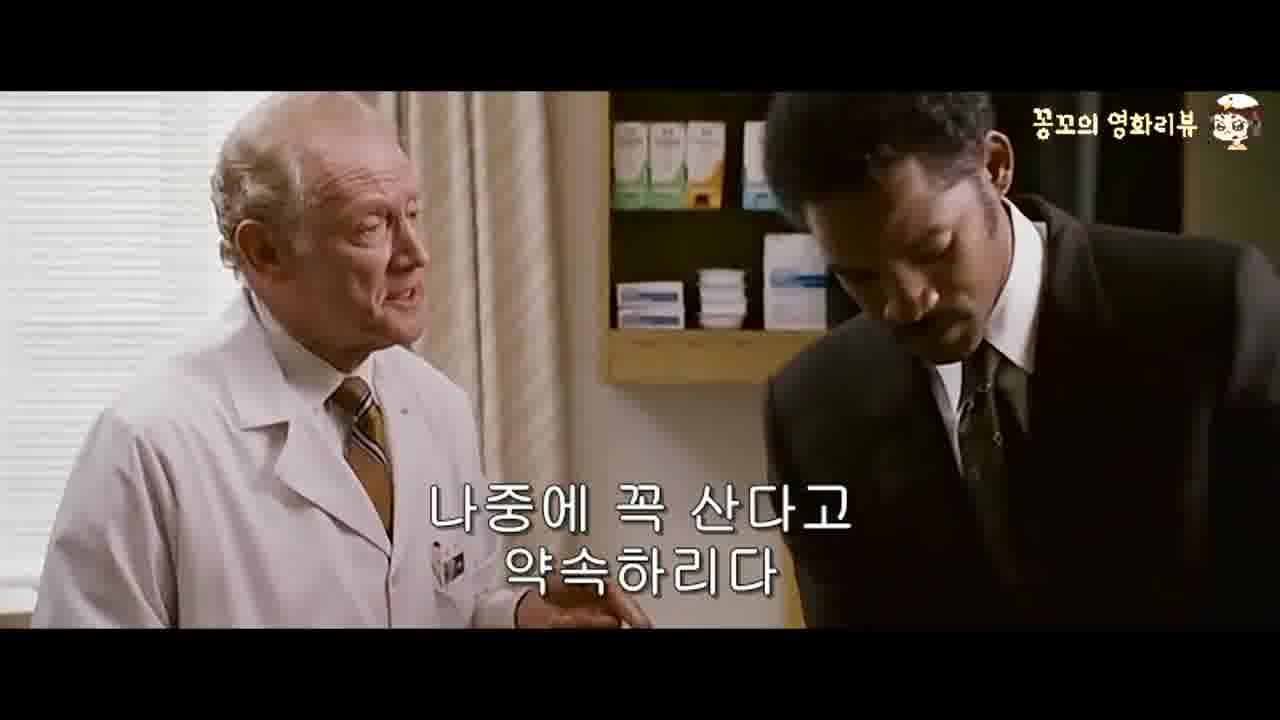 꽁꼬의 영화리뷰
나중에 꼭 산다고
약속하리다